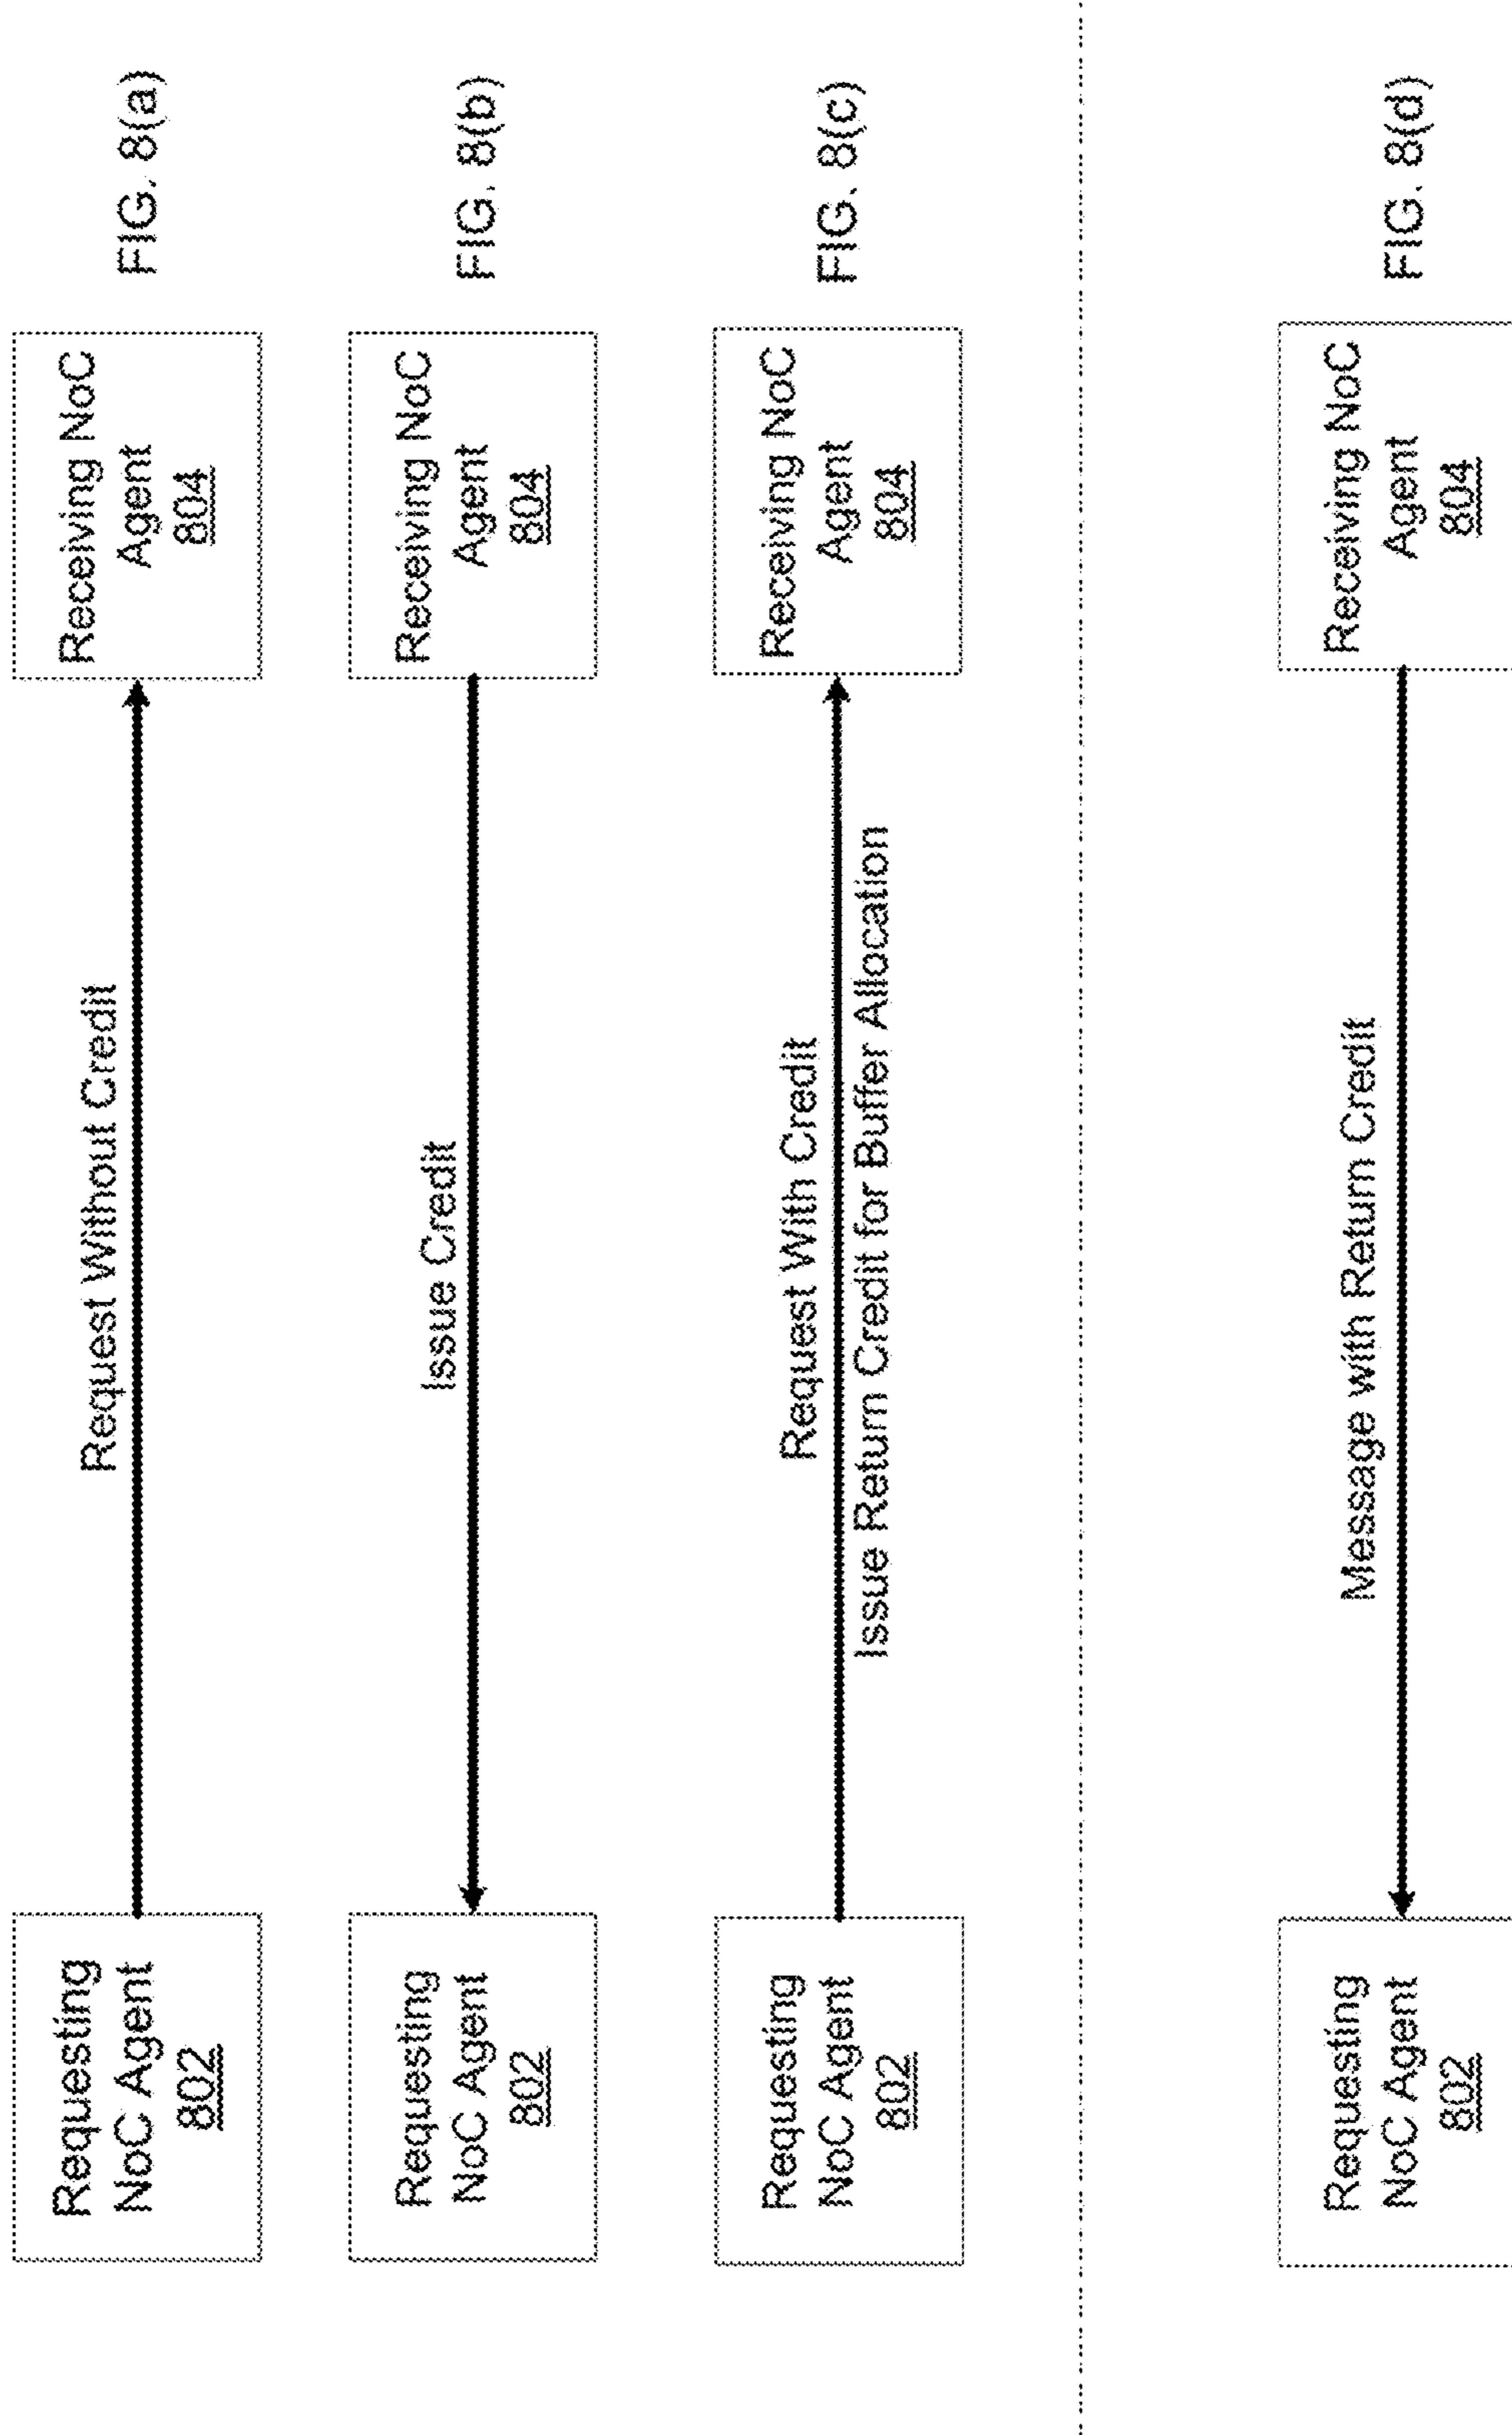 Requesting
NoC Agent
802
Request Without Credit
Receiving NoC
Agent
804
FIG. 8(a)
Requesting
NoC Agent
802
Issue Credit
Receiving NoC
Agent
804
FIG. 8(b)
Requesting
NoC Agent
802
Request With Credit
Issue Return Credit for Buffer Allocation
Receiving NoC
Agent
804
FIG. 8(c)
Requesting
NoC Agent
802
Message with Return Credit
Receiving NoC
Agent
804
FIG. 8(d)